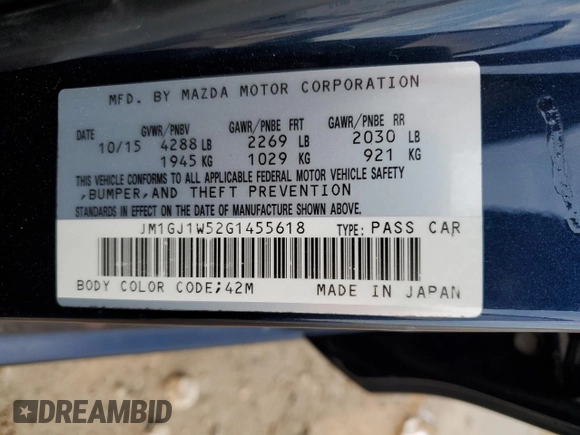 MFD. BY MAZDA MOTOR CORPORATION
DATE GVWR/PNBV GAWR/PNBE FRT GAWR/PNBE RR
10/15 4288 LB 2269 LB 2030 LB
1945 KG 1029 KG 921 KG
THIS VEHICLE CONFORMS TO ALL APPLICABLE FEDERAL MOTOR VEHICLE SAFETY
,BUMPER,AND THEFT PREVENTION
STANDARDS IN EFFECT ON THE DATE OF MANUFACTURE SHOWN ABOVE.
JM1GJ1W52G1455618 TYPE: PASS CAR
BODY COLOR CODE;42M MADE IN JAPAN
DREAMBID